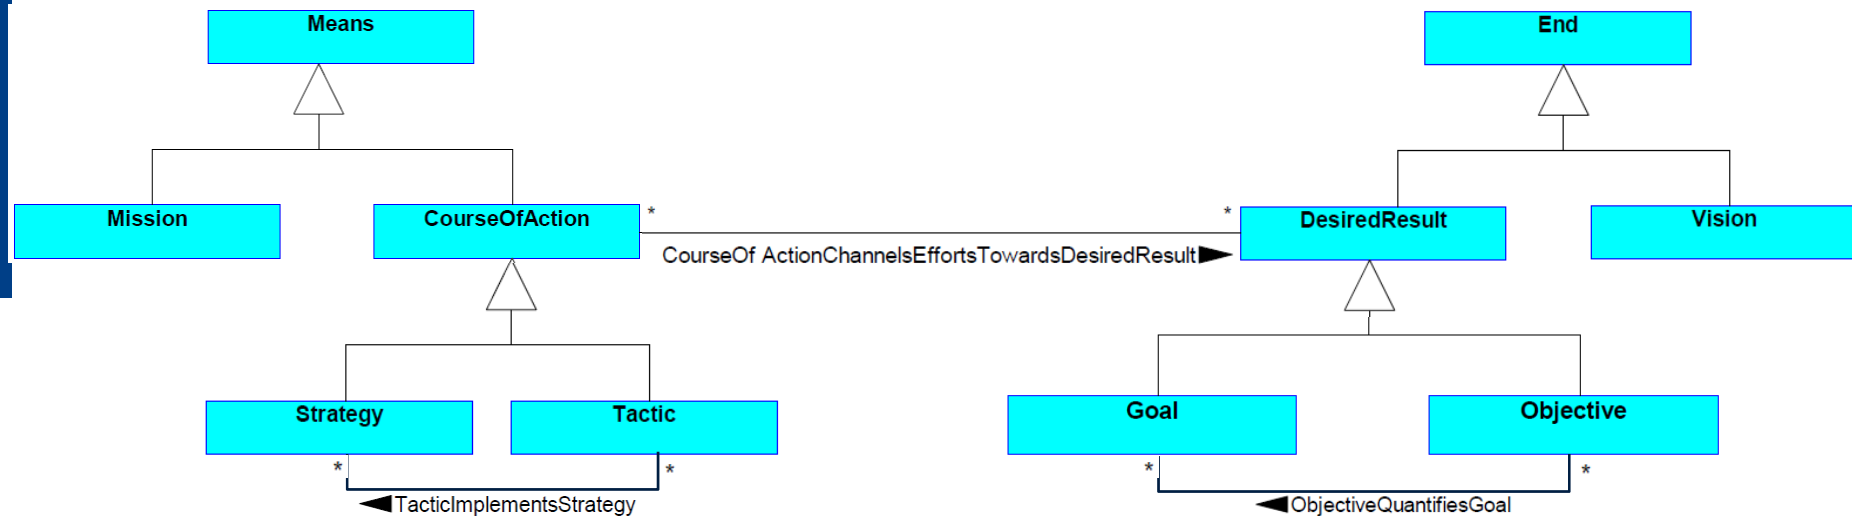 Means
End
Mission
CourseOfAction
*
*
DesiredResult
Vision
CourseOf ActionChannelsEffortsTowardsDesiredResult
Strategy
Tactic
Goal
Objective
*
*
*
*
TacticImplementsStrategy
ObjectiveQuantifiesGoal